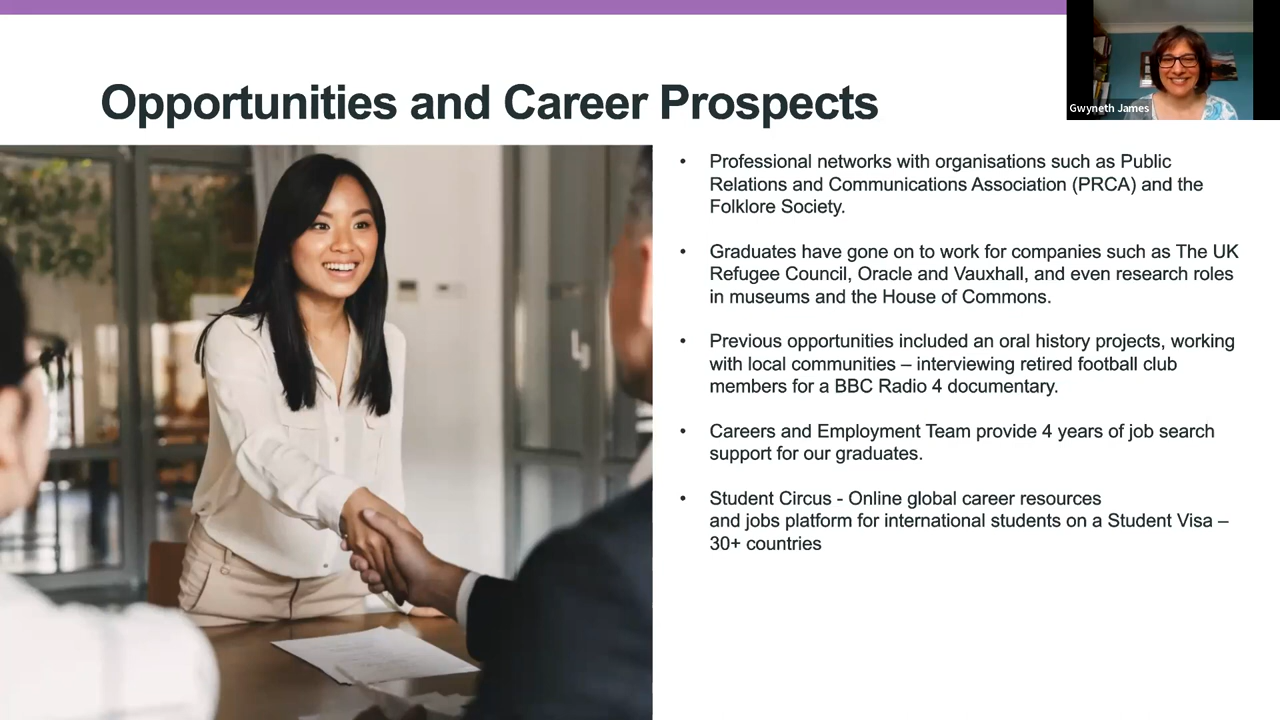 Opportunities and Career Prospects
Gwyneth James
• Professional networks with organisations such as Public
Relations and Communications Association (PRCA) and the
Folklore Society.
• Graduates have gone on to work for companies such as The UK
Refugee Council, Oracle and Vauxhall, and even research roles
in museums and the House of Commons.
• Previous opportunities included an oral history projects, working
with local communities – interviewing retired football club
members for a BBC Radio 4 documentary.
• Careers and Employment Team provide 4 years of job search
support for our graduates.
• Student Circus - Online global career resources
and jobs platform for international students on a Student Visa –
30+ countries